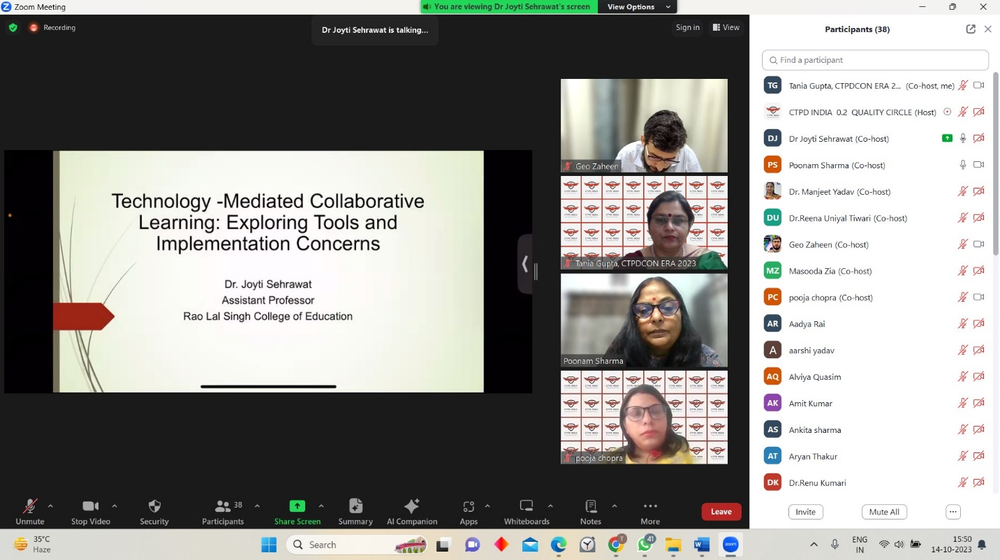 Zoom Meeting
You are viewing Dr Joyti Sehrawat's screen
View Options
Recording
Dr Joyti Sehrawat is talking...
Sign in
View
Technology -Mediated Collaborative
Learning: Exploring Tools and
Implementation Concerns
Dr. Joyti Sehrawat
Assistant Professor
Rao Lal Singh College of Education
Geo Zaheen
Tania Gupta, CTPDCON ERA 2023
Poonam Sharma
pooja chopra
Participants (38)
Find a participant
TG Tania Gupta, CTPDCON ERA 2... (Co-host, me)
CTPD INDIA 0.2 QUALITY CIRCLE (Host)
DJ Dr Joyti Sehrawat (Co-host)
PS Poonam Sharma (Co-host)
Dr. Manjeet Yadav (Co-host)
DU Dr.Reena Uniyal Tiwari (Co-host)
Geo Zaheen (Co-host)
MZ Masooda Zia (Co-host)
PC pooja chopra (Co-host)
AR Aadya Rai
A aarshi yadav
AQ Alviya Quasim
AK Amit Kumar
AS Ankita sharma
AT Aryan Thakur
DK Dr.Renu Kumari
Invite
Mute All
Unmute
Stop Video
Security
38
Participants
Share Screen
Summary
AI Companion
Apps
Whiteboards
Notes
More
Leave
35°C
Haze
Search
T
41
zoom
ENG
IN
15:50
14-10-2023